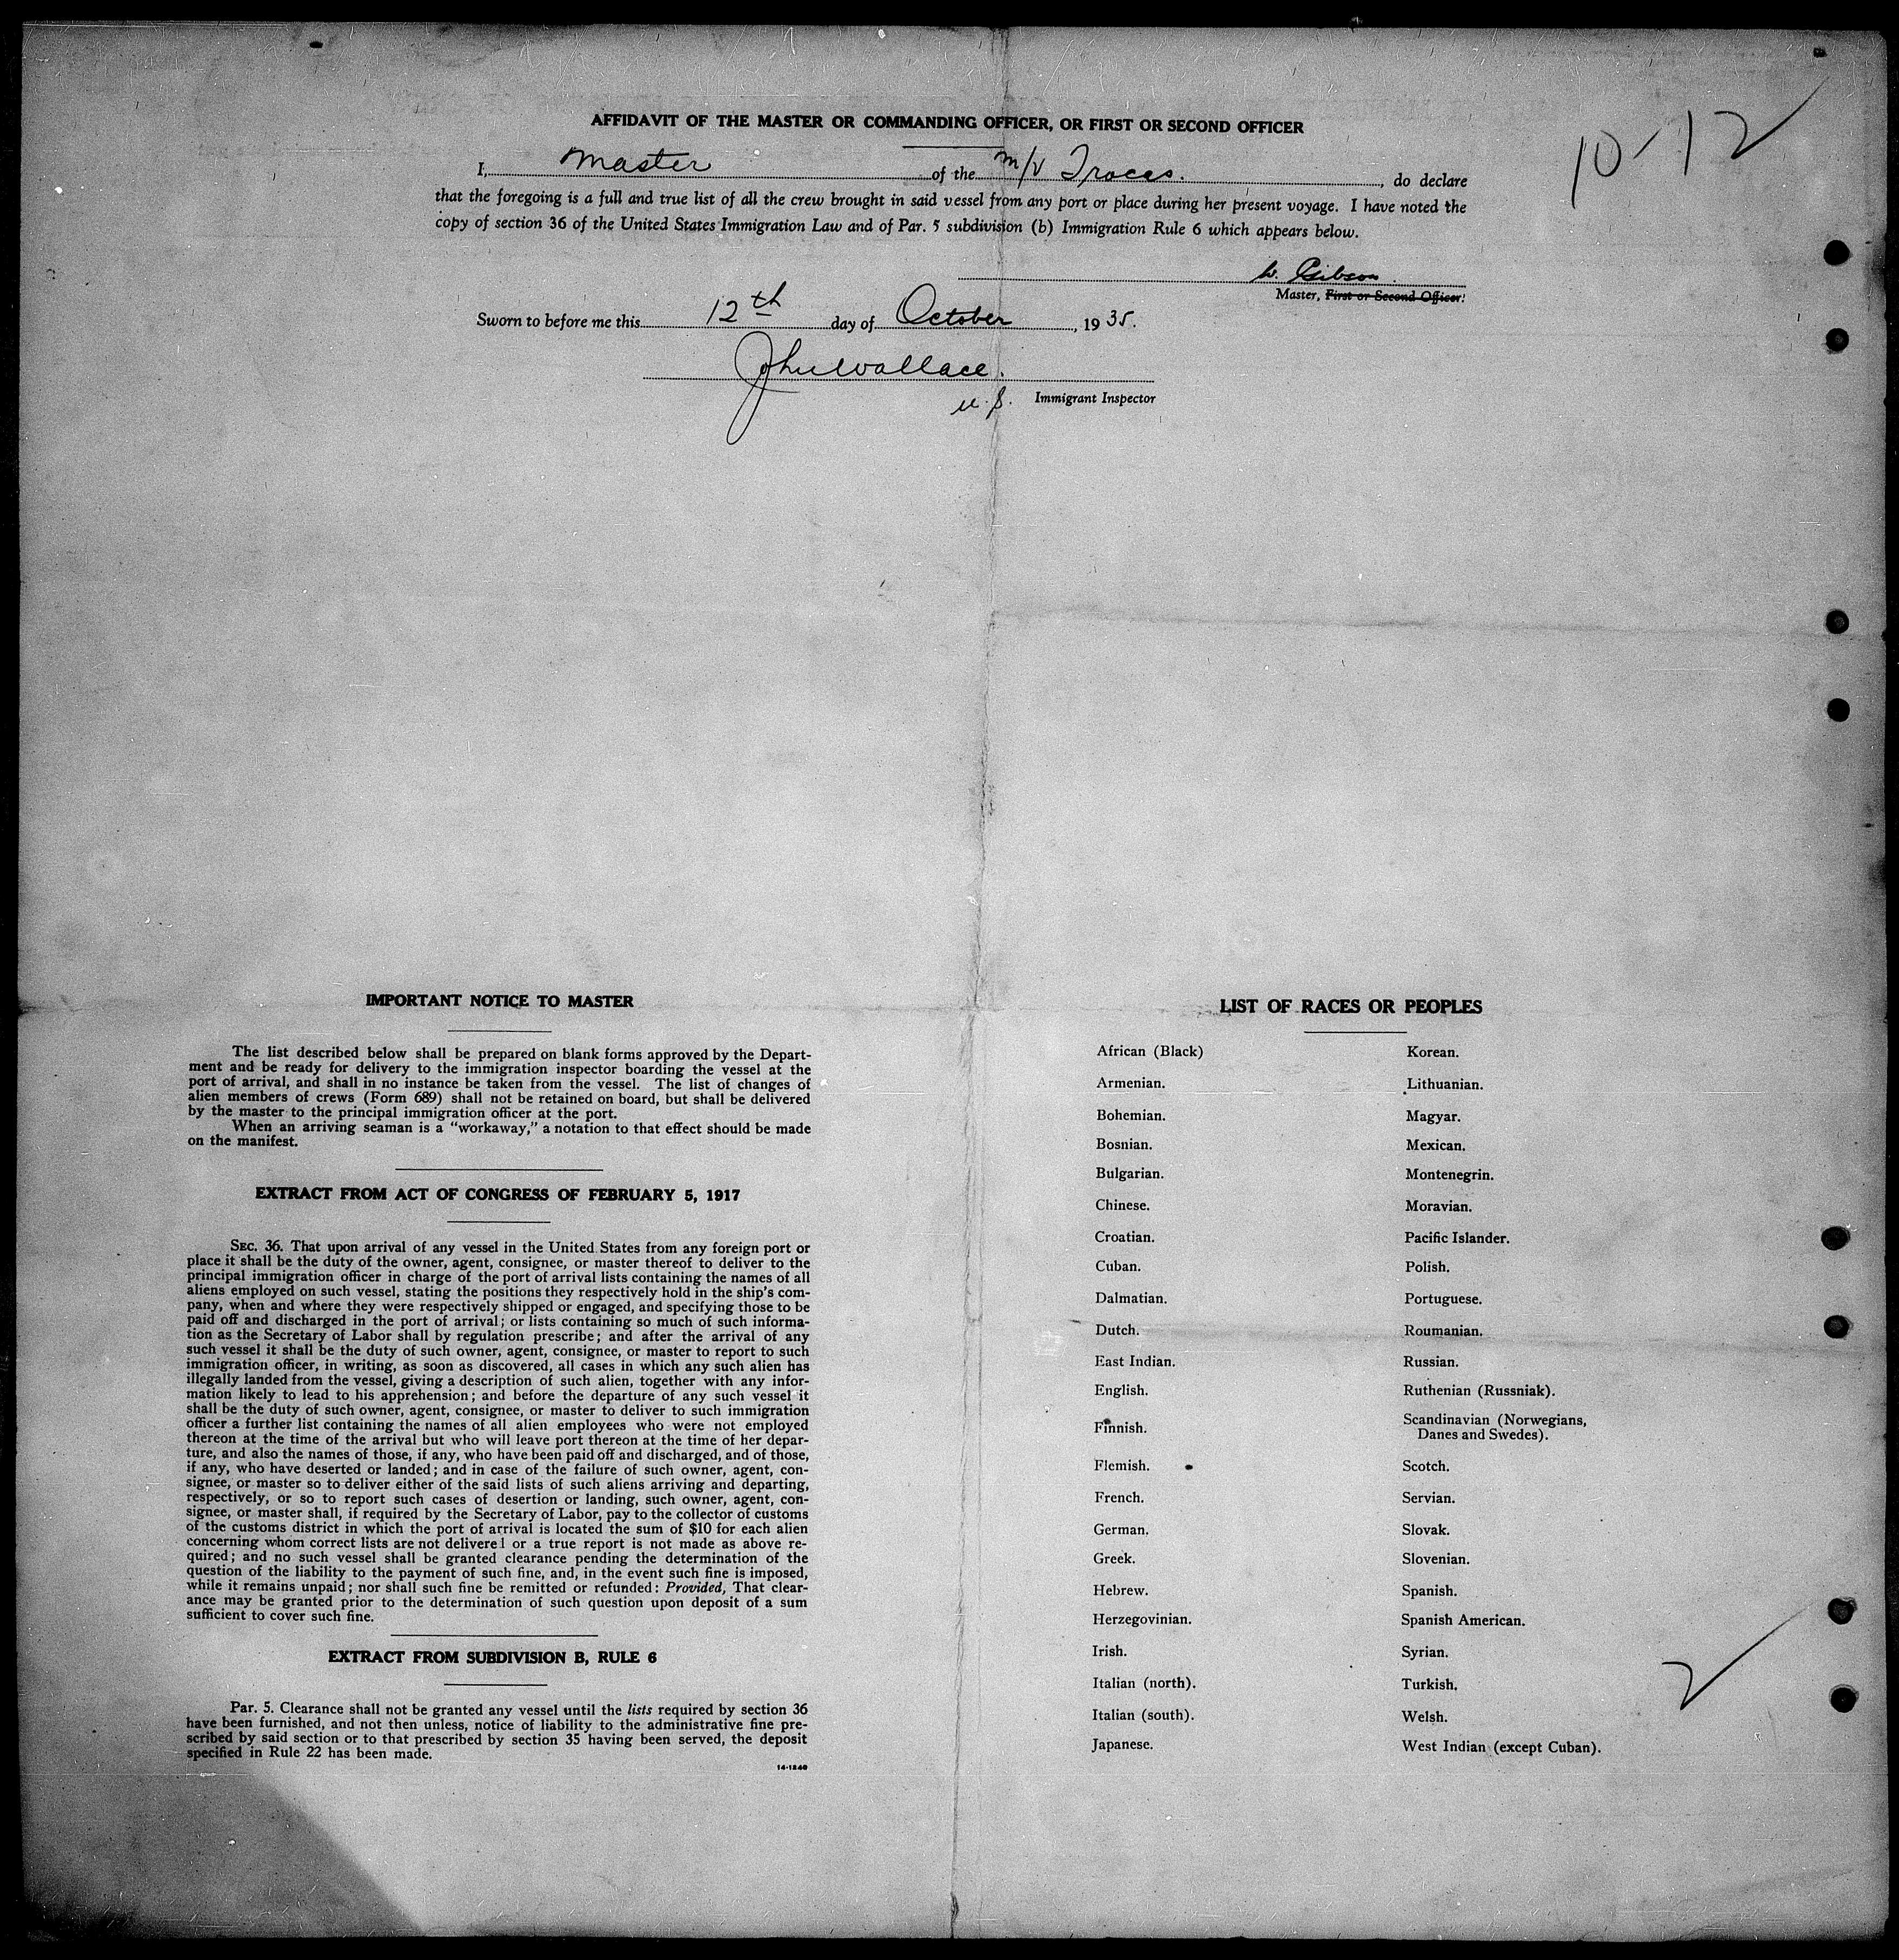 AFFIDAVIT OF THE MASTER OR COMMANDING OFFICER, OR FIRST OR SECOND OFFICER
10-12
I, Master of the M/V Traces., do declare
that the foregoing is a full and true list of all the crew brought in said vessel from any port or place during her present voyage. I have noted the
copy of section 36 of the United States Immigration Law and of Par. 5 subdivision (b) Immigration Rule 6 which appears below.
W. Gibson
Master, First or Second Officer.
Sworn to before me this 12th day of October, 1935.
John Wallace.
U.S. Immigrant Inspector
IMPORTANT NOTICE TO MASTER
The list described below shall be prepared on blank forms approved by the Depart-
ment and be ready for delivery to the immigration inspector boarding the vessel at the
port of arrival, and shall in no instance be taken from the vessel. The list of changes of
alien members of crews (Form 689) shall not be retained on board, but shall be delivered
by the master to the principal immigration officer at the port.
When an arriving seaman is a "workaway," a notation to that effect should be made
on the manifest.
EXTRACT FROM ACT OF CONGRESS OF FEBRUARY 5, 1917
SEC. 36. That upon arrival of any vessel in the United States from any foreign port or
place it shall be the duty of the owner, agent, consignee, or master thereof to deliver to the
principal immigration officer in charge of the port of arrival lists containing the names of all
aliens employed on such vessel, stating the positions they respectively hold in the ship's com-
pany, when and where they were respectively shipped or engaged, and specifying those to be
paid off and discharged in the port of arrival; or lists containing so much of such informa-
tion as the Secretary of Labor shall by regulation prescribe; and after the arrival of any
such vessel it shall be the duty of such owner, agent, consignee, or master to report to such
immigration officer, in writing, as soon as discovered, all cases in which any such alien has
illegally landed from the vessel, giving a description of such alien, together with any infor-
mation likely to lead to his apprehension; and before the departure of any such vessel it
shall be the duty of such owner, agent, consignee, or master to deliver to such immigration
officer a further list containing the names of all alien employees who were not employed
thereon at the time of the arrival but who will leave port thereon at the time of her depar-
ture, and also the names of those, if any, who have been paid off and discharged, and of those,
if any, who have deserted or landed; and in case of the failure of such owner, agent, con-
signee, or master so to deliver either of the said lists of such aliens arriving and departing,
respectively, or so to report such cases of desertion or landing, such owner, agent, con-
signee, or master shall, if required by the Secretary of Labor, pay to the collector of customs
of the customs district in which the port of arrival is located the sum of $10 for each alien
concerning whom correct lists are not delivered or a true report is not made as above re-
quired; and no such vessel shall be granted clearance pending the determination of the
question of the liability to the payment of such fine, and, in the event such fine is imposed,
while it remains unpaid; nor shall such fine be remitted or refunded: Provided, That clear-
ance may be granted prior to the determination of such question upon deposit of a sum
sufficient to cover such fine.
EXTRACT FROM SUBDIVISION B, RULE 6
Par. 5. Clearance shall not be granted any vessel until the lists required by section 36
have been furnished, and not then unless, notice of liability to the administrative fine pre-
scribed by said section or to that prescribed by section 35 having been served, the deposit
specified in Rule 22 has been made.
14-1240
LIST OF RACES OR PEOPLES
African (Black)
Armenian.
Bohemian.
Bosnian.
Bulgarian.
Chinese.
Croatian.
Cuban.
Dalmatian.
Dutch.
East Indian.
English.
Finnish.
Flemish.
French.
German.
Greek.
Hebrew.
Herzegovinian.
Irish.
Italian (north).
Italian (south).
Japanese.
Korean.
Lithuanian.
Magyar.
Mexican.
Montenegrin.
Moravian.
Pacific Islander.
Polish.
Portuguese.
Roumanian.
Russian.
Ruthenian (Russniak).
Scandinavian (Norwegians,
Danes and Swedes).
Scotch.
Servian.
Slovak.
Slovenian.
Spanish.
Spanish American.
Syrian.
Turkish.
Welsh.
West Indian (except Cuban).